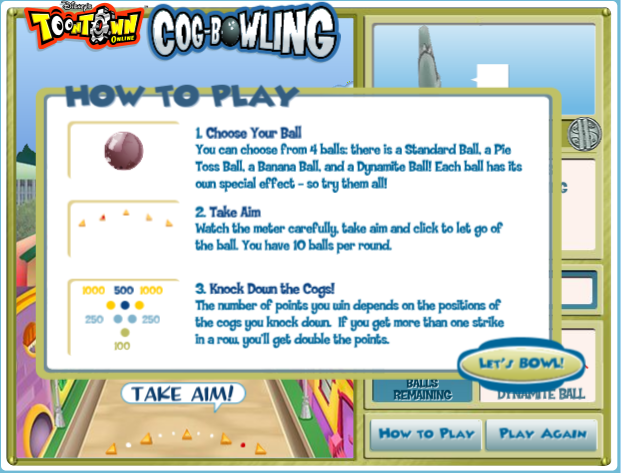 Disney's
TOONTOWN
ONLINE
COG-BOWLING
HOW TO PLAY
1. Choose Your Ball
You can choose from 4 balls: there is a Standard Ball, a Pie
Toss Ball, a Banana Ball, and a Dynamite Ball! Each ball has its
own special effect - so try them all!
2. Take Aim
Watch the meter carefully, take aim and click to let go of
the ball. You have 10 balls per round.
1000 500 1000
250 250
100
3. Knock Down the Cogs!
The number of points you win depends on the positions of
the cogs you knock down. If you get more than one strike
in a row, you'll get double the points.
LET'S BOWL!
TAKE AIM!
BALLS
REMAINING
DYNAMITE BALL
HOW TO PLAY
PLAY AGAIN